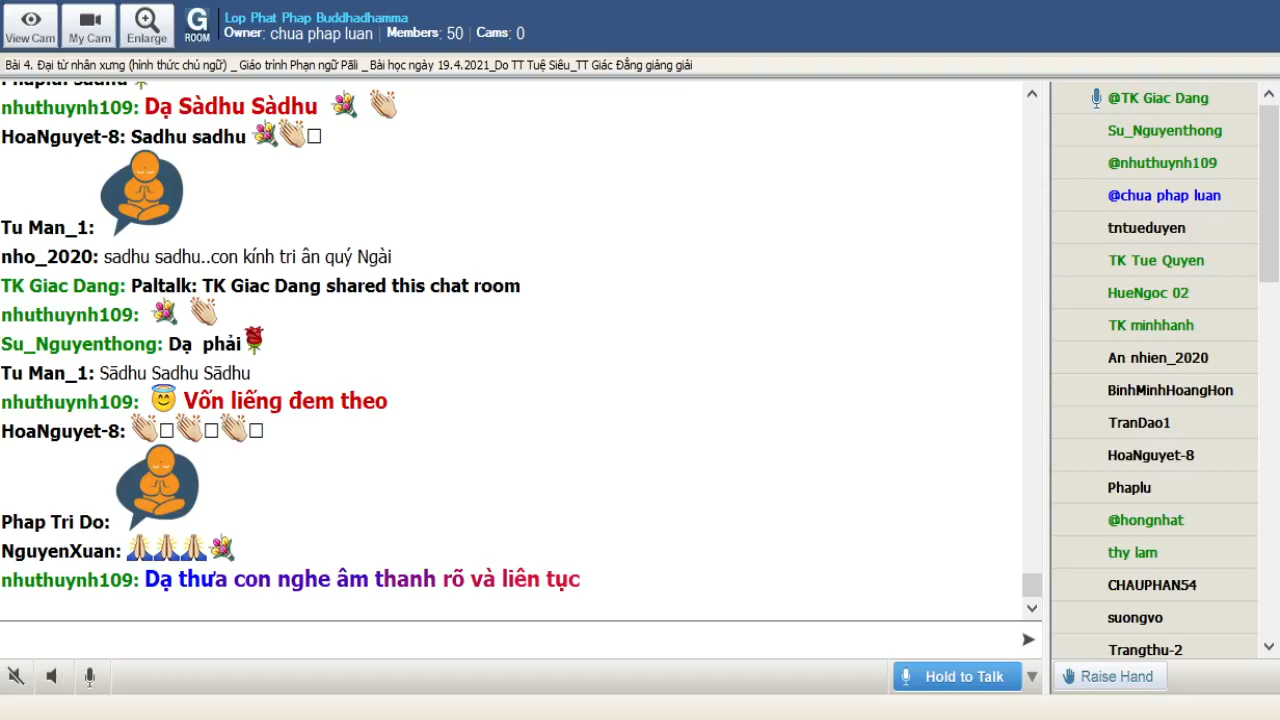 View Cam
My Cam
Enlarge
G
ROOM
Lop Phat Phap Buddhadhamma
Owner: chua phap luan | Members: 50 | Cams: 0
Bài 4. Đại từ nhân xưng (hình thức chủ ngữ) _ Giáo trình Phạn ngữ Pāli _ Bài học ngày 19.4.2021_Do TT Tuệ Siêu_TT Giác Đẳng giảng giải
Phaplu: sadhu
nhuthuynh109: Dạ Sàdhu Sàdhu
HoaNguyet-8: Sadhu sadhu
Tu Man_1:
nho_2020: sadhu sadhu..con kính tri ân quý Ngài
TK Giac Dang: Paltalk: TK Giac Dang shared this chat room
nhuthuynh109:
Su_Nguyenthong: Dạ phải
Tu Man_1: Sādhu Sadhu Sādhu
nhuthuynh109: Vốn liếng đem theo
HoaNguyet-8:
Phap Tri Do:
NguyenXuan:
nhuthuynh109: Dạ thưa con nghe âm thanh rõ và liên tục
Hold to Talk
@TK Giac Dang
Su_Nguyenthong
@nhuthuynh109
@chua phap luan
tntueduyen
TK Tue Quyen
HueNgoc 02
TK minhhanh
An nhien_2020
BinhMinhHoangHon
TranDao1
HoaNguyet-8
Phaplu
@hongnhat
thy lam
CHAUPHAN54
suongvo
Trangthu-2
Raise Hand